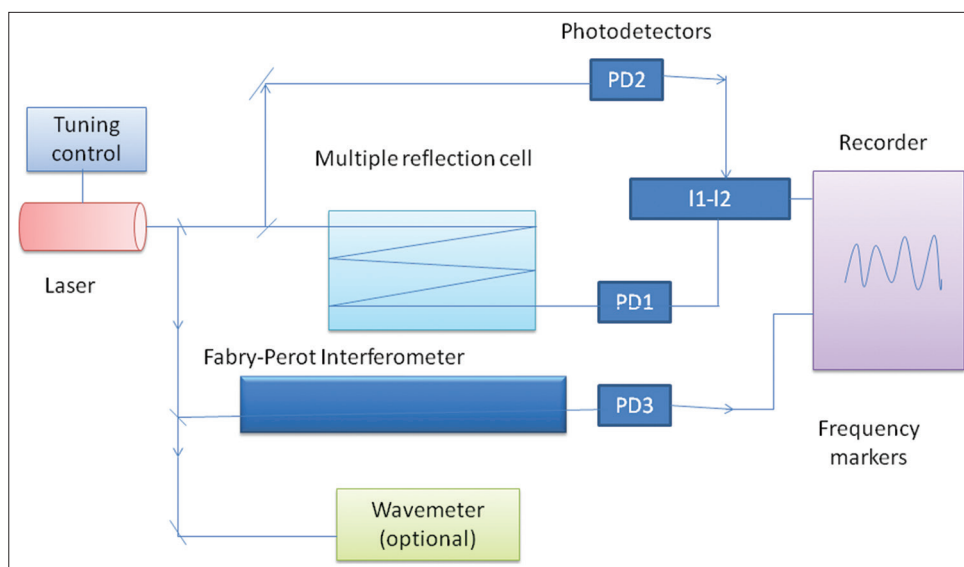 Photodetectors
PD2
Tuning
control
Multiple reflection cell
Recorder
I1-I2
Laser
PD1
Fabry-Perot Interferometer
PD3
Frequency
markers
Wavemeter
(optional)